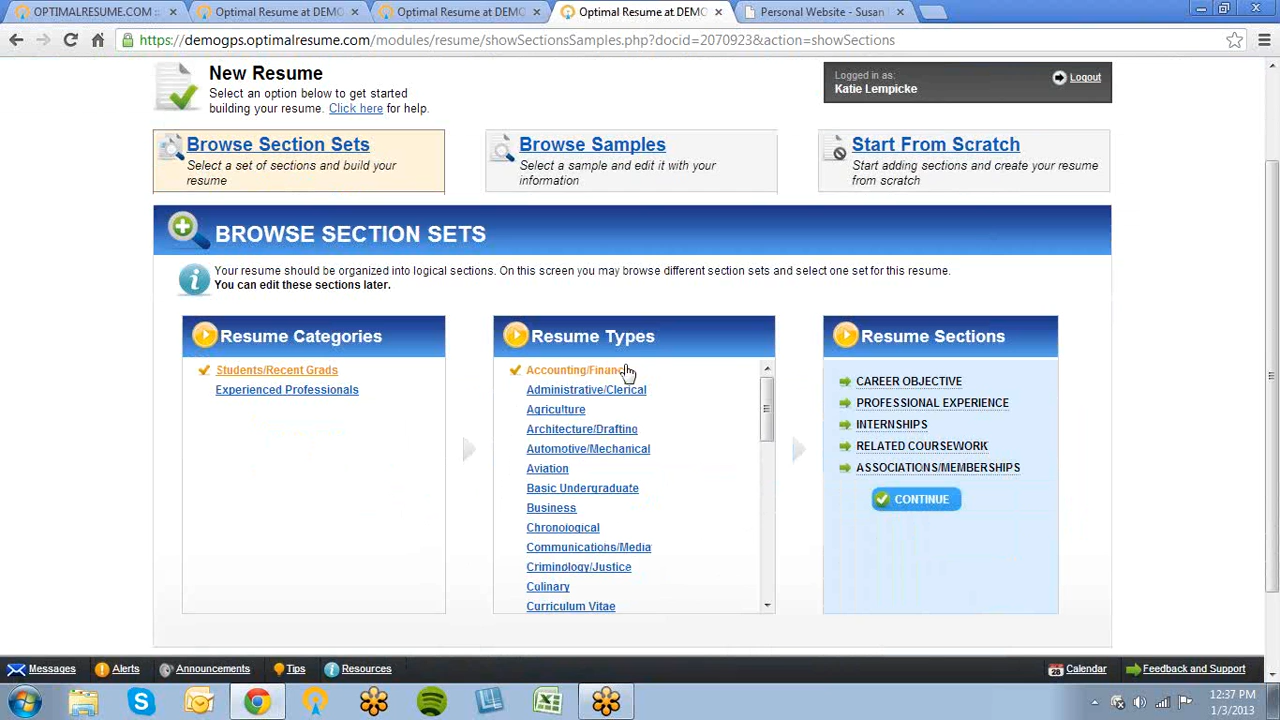 OPTIMALRESUME.COM ::
Optimal Resume at DEMO
Optimal Resume at DEMO
Optimal Resume at DEMO
Personal Website - Susan
https://demogps.optimalresume.com/modules/resume/showSectionsSamples.php?docid=2070923&action=showSections
New Resume
Select an option below to get started
building your resume. Click here for help.
Logged in as:
Katie Lempicke
Logout
Browse Section Sets
Select a set of sections and build your
resume
Browse Samples
Select a sample and edit it with your
information
Start From Scratch
Start adding sections and create your resume
from scratch
BROWSE SECTION SETS
Your resume should be organized into logical sections. On this screen you may browse different section sets and select one set for this resume.
You can edit these sections later.
Resume Categories
Students/Recent Grads
Experienced Professionals
Resume Types
Accounting/Finan
Administrative/Clerical
Agriculture
Architecture/Drafting
Automotive/Mechanical
Aviation
Basic Undergraduate
Business
Chronological
Communications/Media
Criminology/Justice
Culinary
Curriculum Vitae
Resume Sections
CAREER OBJECTIVE
PROFESSIONAL EXPERIENCE
INTERNSHIPS
RELATED COURSEWORK
ASSOCIATIONS/MEMBERSHIPS
CONTINUE
Messages
Alerts
Announcements
Tips
Resources
28
Calendar
Feedback and Support
12:37 PM
1/3/2013